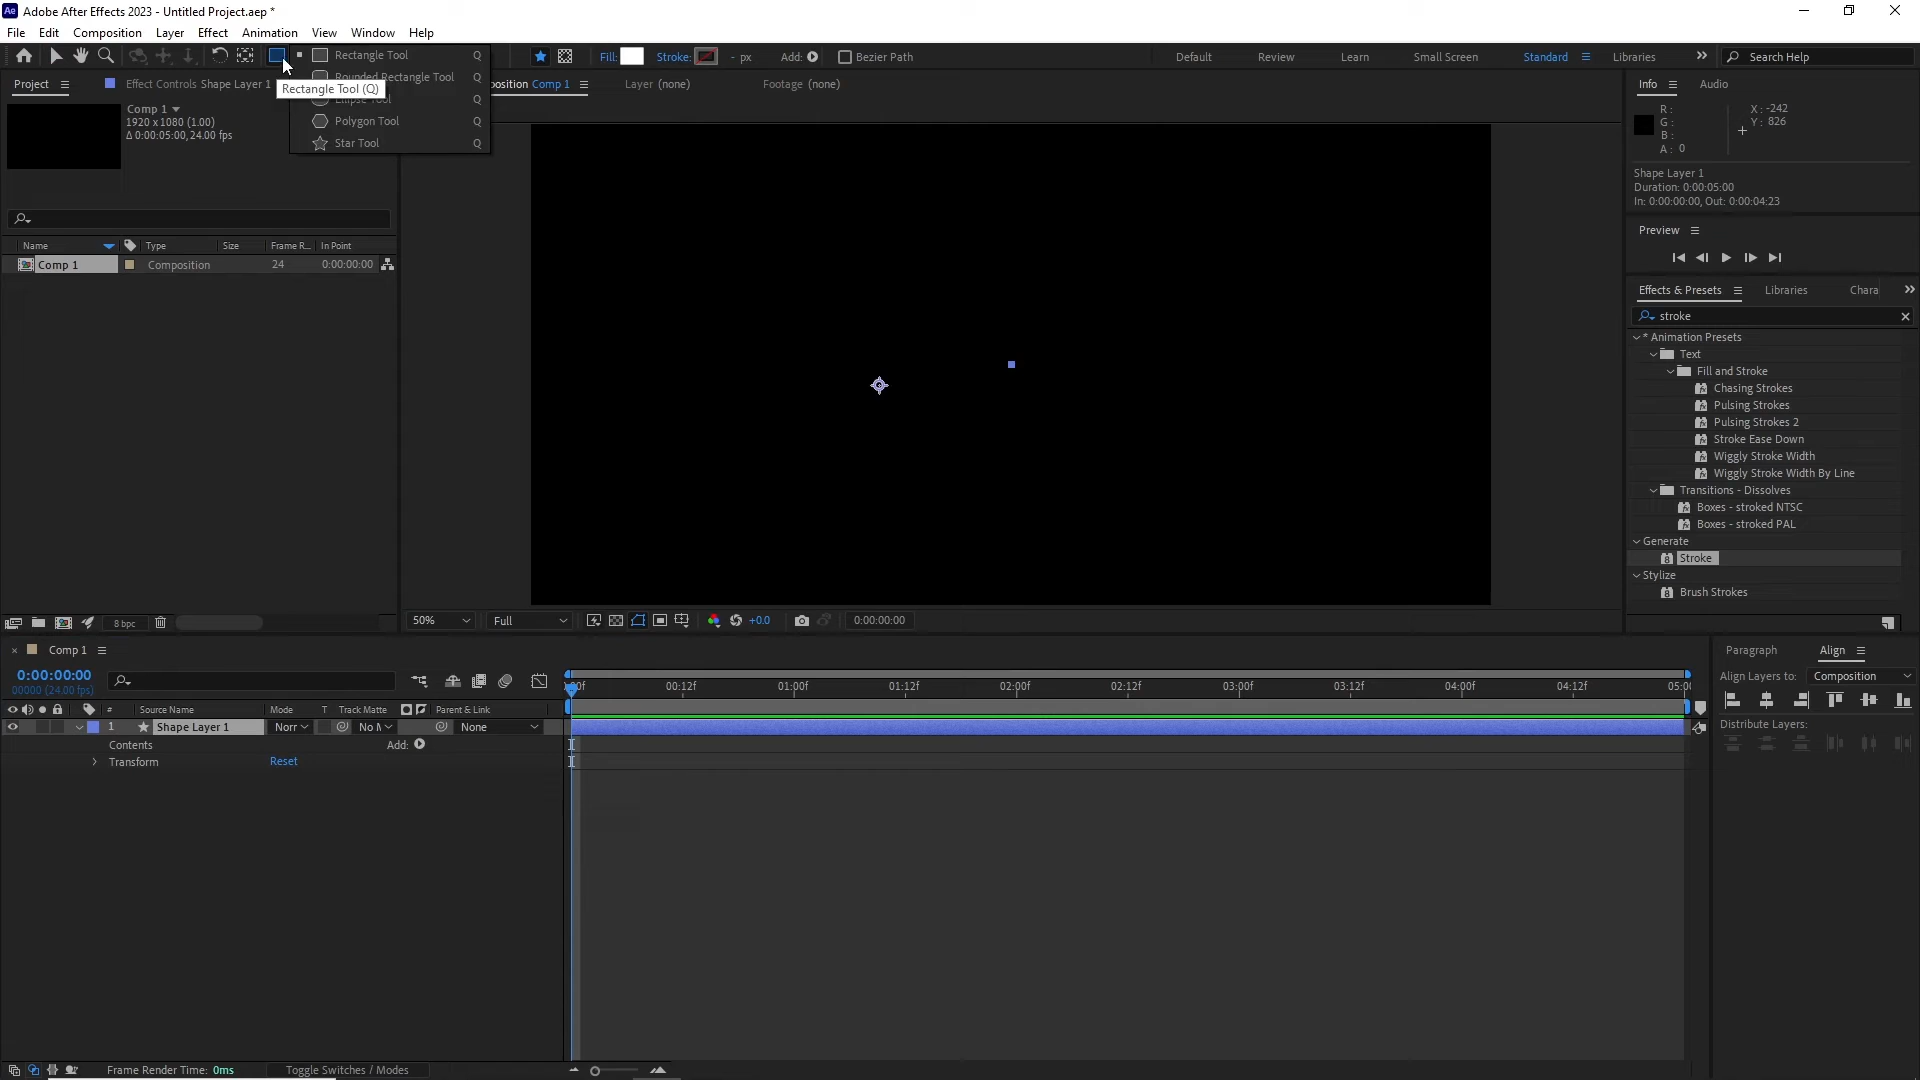 Adobe After Effects 2023 - Untitled Project.aep *
File Edit Composition Layer Effect Animation View Window Help
Rectangle Tool Q
Rounded Rectangle Tool Q
Ellipse Tool Q
Polygon Tool Q
Star Tool Q
Rectangle Tool (Q)
Fill: Stroke: - px Add: Bezier Path
Default Review Learn Standard Small Screen Libraries Search Help
Project Effect Controls Shape Layer 1
position Comp 1 Layer (none) Footage (none)
Comp 1
1920 x 1080 (1.00)
Δ 0:00:05:00, 24.00 fps
Name Type Size Frame R... In Point
Comp 1 Composition 24 0:00:00:00
8 bpc
50% Full +0.0 0:00:00:00
Info Audio
R :
G :
B :
A : 0
X : -242
Y : 826
Shape Layer 1
Duration: 0:00:05:00
In: 0:00:00:00, Out: 0:00:04:23
Preview
Effects & Presets Libraries Chara
stroke
* Animation Presets
Text
Fill and Stroke
Chasing Strokes
Pulsing Strokes
Pulsing Strokes 2
Stroke Ease Down
Wiggly Stroke Width
Wiggly Stroke Width By Line
Transitions - Dissolves
Boxes - stroked NTSC
Boxes - stroked PAL
Generate
Stroke
Stylize
Brush Strokes
Comp 1
0:00:00:00
00000 (24.00 fps)
:00f 00:12f 01:00f 01:12f 02:00f 02:12f 03:00f 03:12f 04:00f 04:12f 05:00
# Source Name Mode T Track Matte Parent & Link
1 Shape Layer 1 Norr No M None
Contents Add:
Transform Reset
Paragraph Align
Align Layers to: Composition
Distribute Layers:
Frame Render Time: 0ms Toggle Switches / Modes